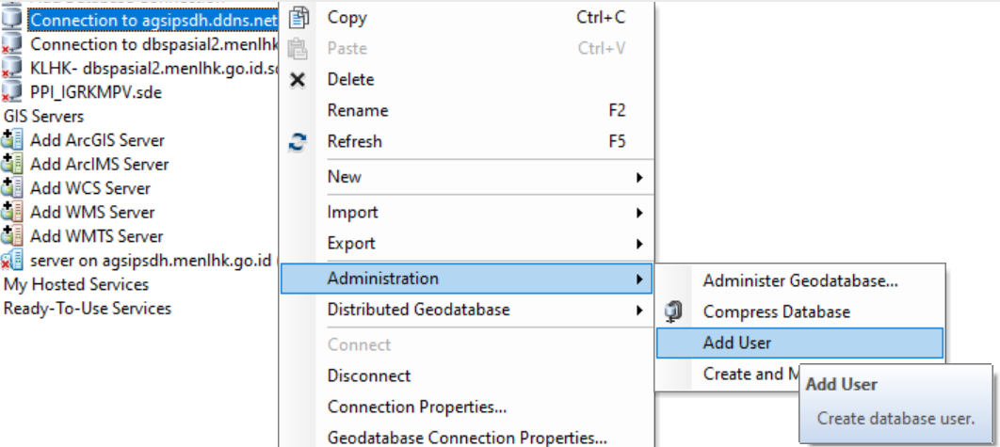 Connection to agsipsdh.ddns.net
Connection to dbspasial2.menlhk
KLHK- dbspasial2.menlhk.go.id.s
PPI_IGRKMPV.sde
GIS Servers
Add ArcGIS Server
Add ArcIMS Server
Add WCS Server
Add WMS Server
Add WMTS Server
server on agsipsdh.menlhk.go.id (
My Hosted Services
Ready-To-Use Services
Copy Ctrl+C
Paste Ctrl+V
Delete
Rename F2
Refresh F5
New
Import
Export
Administration
Distributed Geodatabase
Connect
Disconnect
Connection Properties...
Geodatabase Connection Properties...
Administer Geodatabase...
Compress Database
Add User
Create and M
Add User
Create database user.